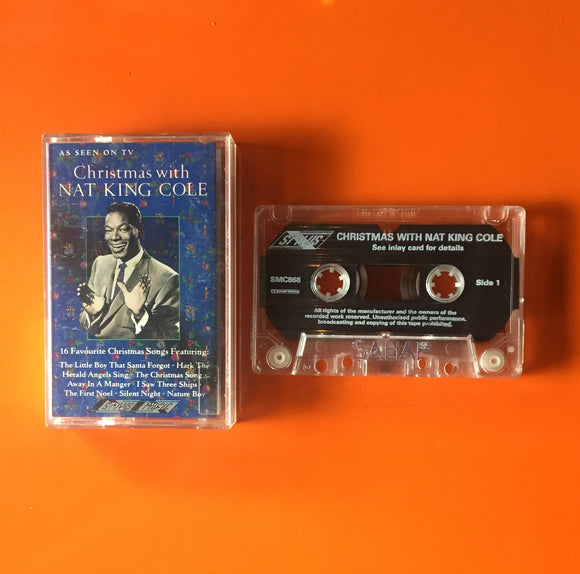 AS SEEN ON TV
Christmas with
NAT KING COLE
16 Favourite Christmas Songs Featuring:
The Little Boy That Santa Forgot · Hark The
Herald Angels Sing · The Christmas Song
Away In A Manger · I Saw Three Ships
The First Noel · Silent Night · Nature Boy
STYLUS MUSIC
STYLUS
CHRISTMAS WITH NAT KING COLE
See inlay card for details
SMC868
Side 1
All rights of the manufacturer and the owners of the
recorded work reserved. Unauthorised public performance,
broadcasting and copying of this tape prohibited.